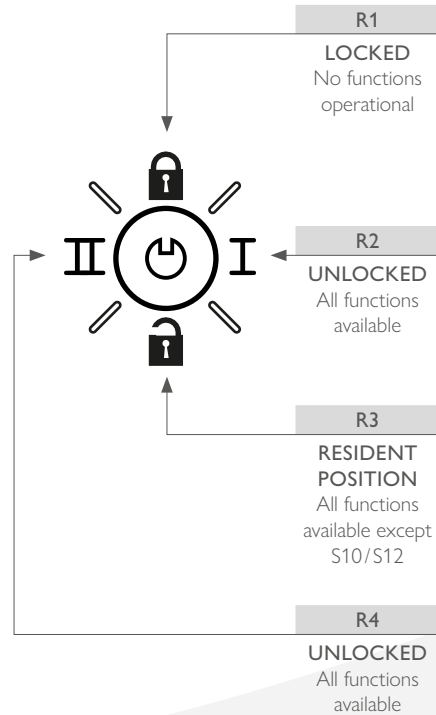 R1
LOCKED
No functions
operational
II
I
R2
UNLOCKED
All functions
available
R3
RESIDENT
POSITION
All functions
available except
S10/S12
R4
UNLOCKED
All functions
available